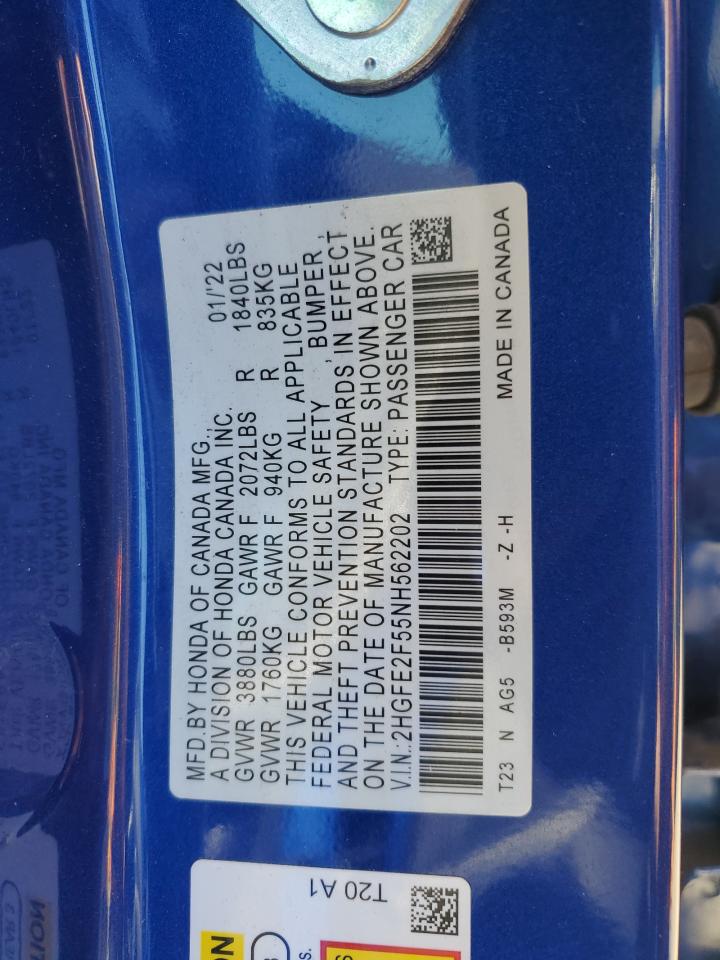 MFD.BY HONDA OF CANADA MFG., 01/'22
A DIVISION OF HONDA CANADA INC.
GVWR 3880LBS GAWR F 2072LBS R 1840LBS
GVWR 1760KG GAWR F 940KG R 835KG
THIS VEHICLE CONFORMS TO ALL APPLICABLE
FEDERAL MOTOR VEHICLE SAFETY , BUMPER ,
AND THEFT PREVENTION STANDARDS IN EFFECT
ON THE DATE OF MANUFACTURE SHOWN ABOVE.
V.I.N.:2HGFE2F55NH562202 TYPE: PASSENGER CAR
T23 N AG5 -B593M -Z -H MADE IN CANADA
T20 A1